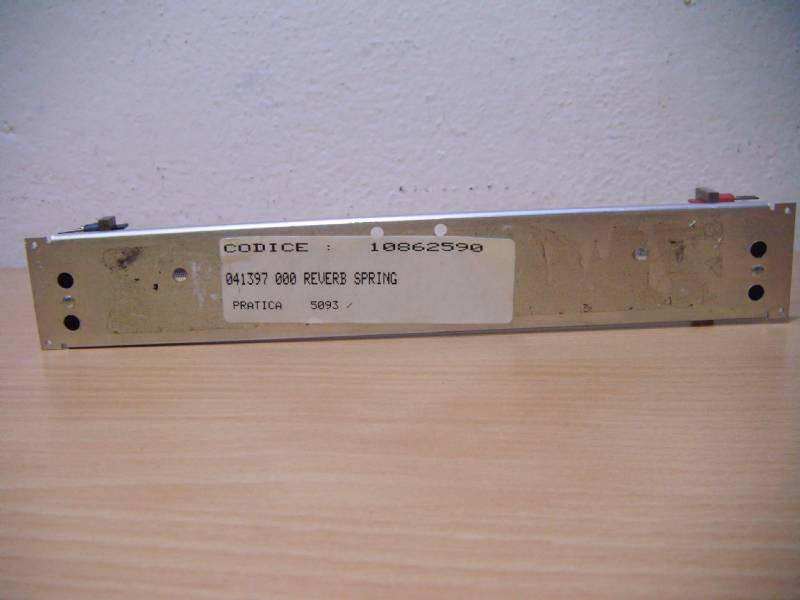 CODICE : 10862590
041397 000 REVERB SPRING
PRATICA 5093 /